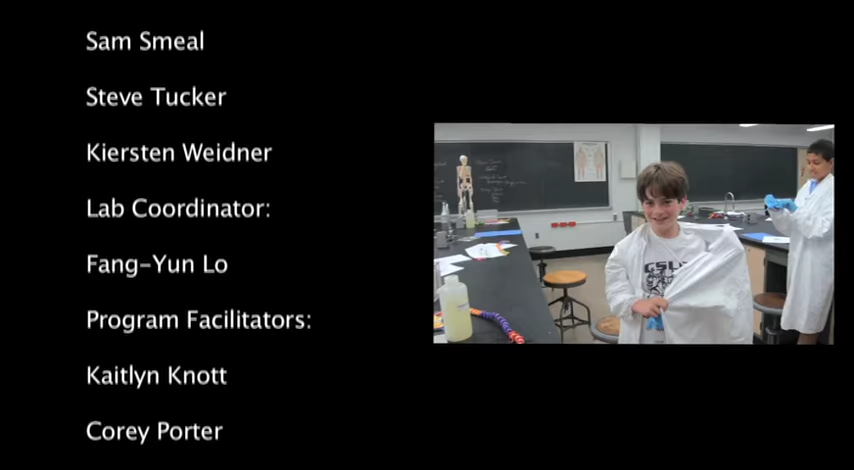 Sam Smeal
Steve Tucker
Kiersten Weidner
Lab Coordinator:
Fang-Yun Lo
Program Facilitators:
Kaitlyn Knott
Corey Porter